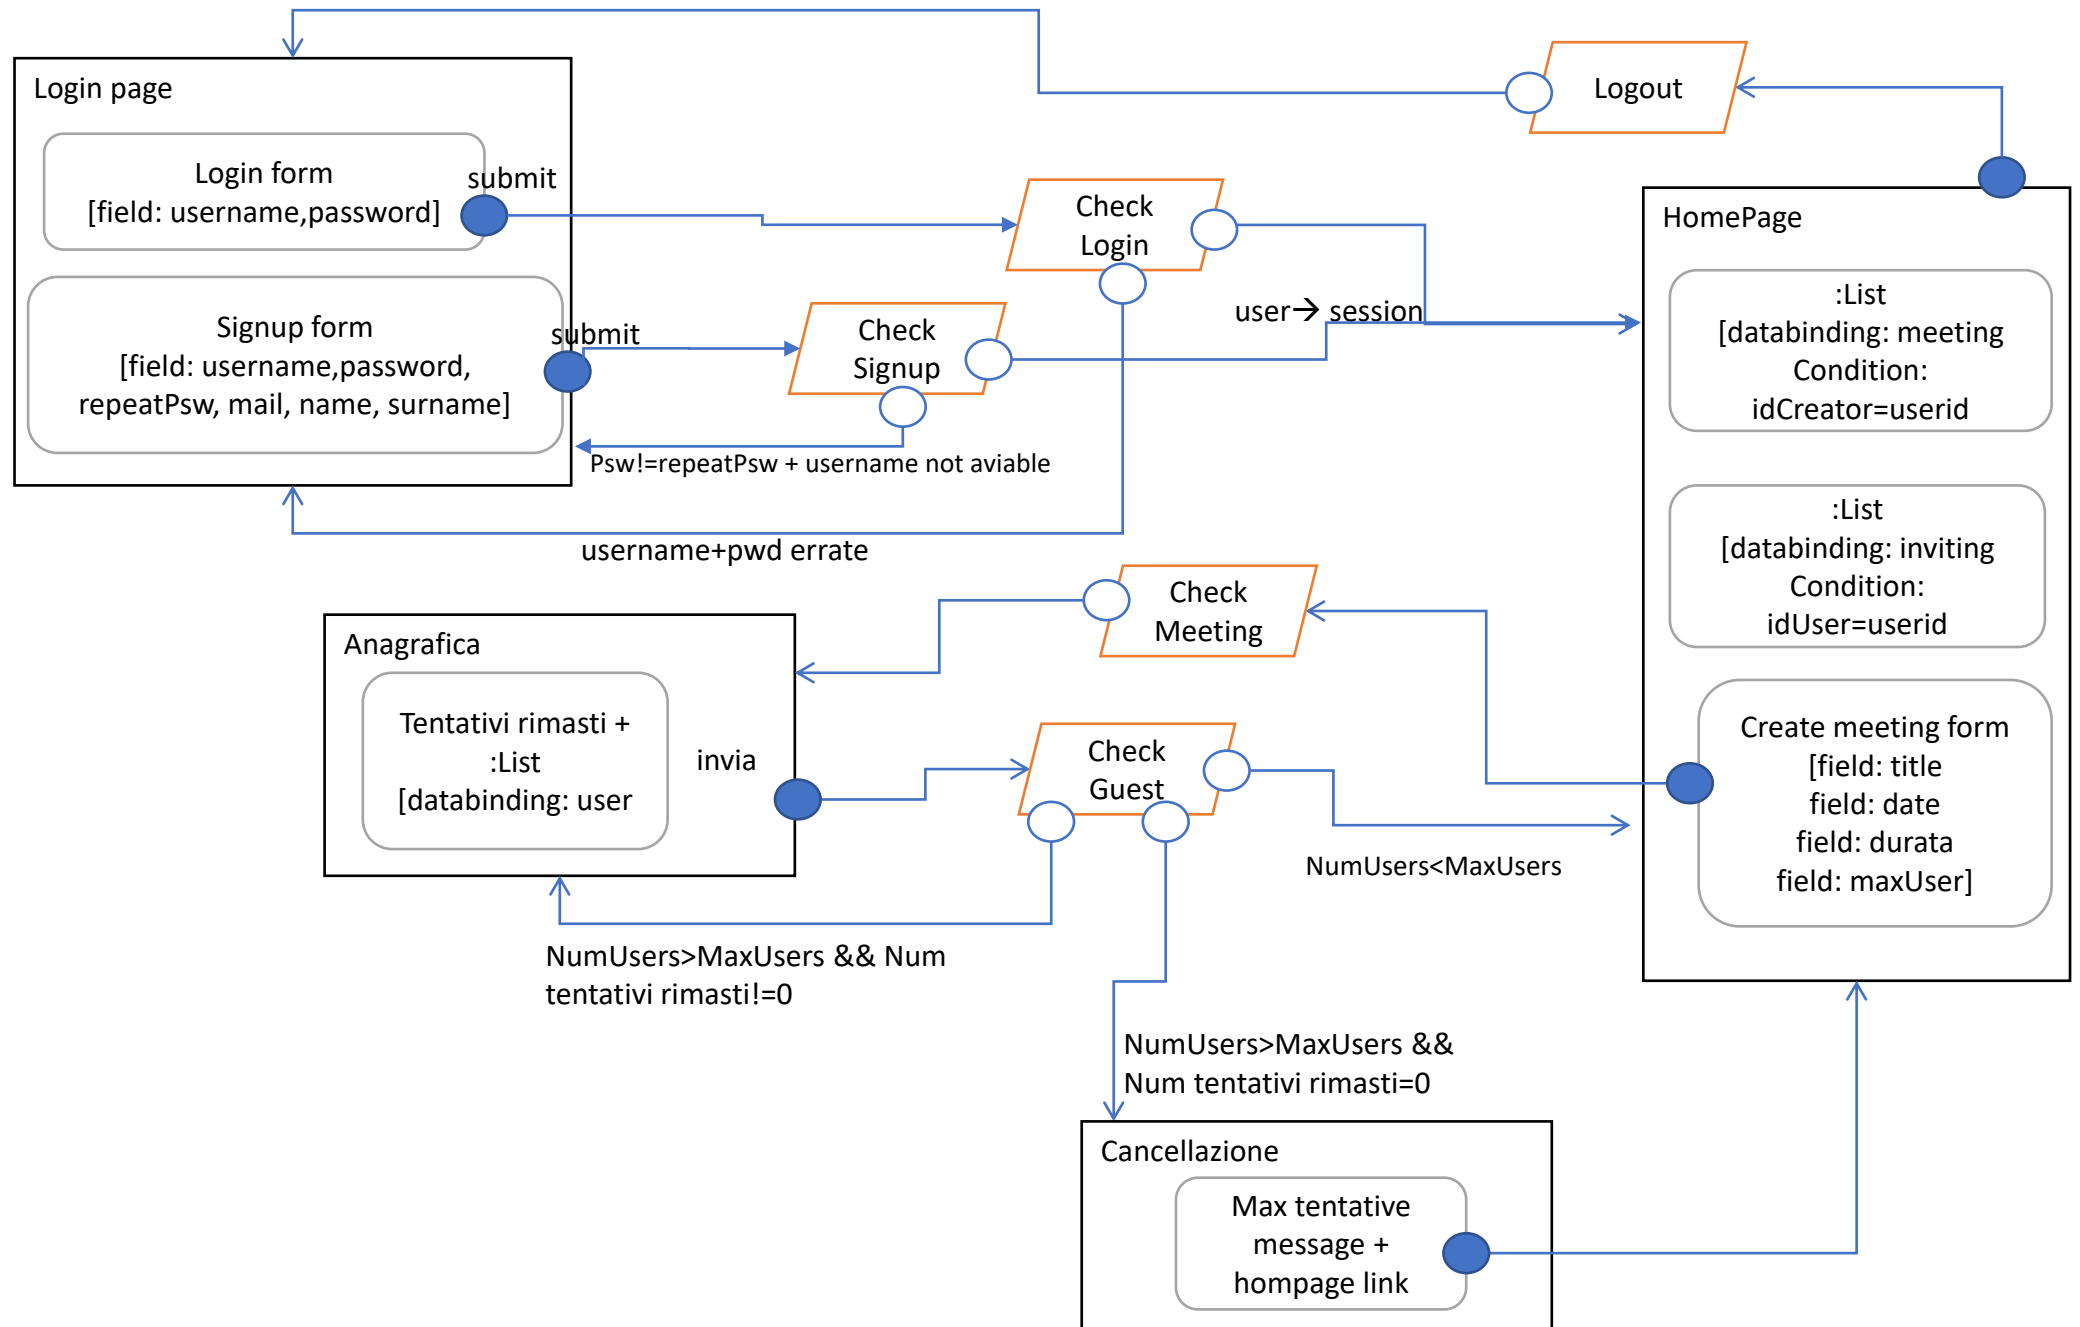 Login page
Login form
[field: username,password]
submit
Signup form
[field: username,password,
repeatPsw, mail, name, surname]
submit
Check
Login
Check
Signup
Psw!=repeatPsw + username not aviable
username+pwd errate
user→ session
Logout
HomePage
:List
[databinding: meeting
Condition:
idCreator=userid
:List
[databinding: inviting
Condition:
idUser=userid
Create meeting form
[field: title
field: date
field: durata
field: maxUser]
Check
Meeting
Anagrafica
Tentativi rimasti +
:List
[databinding: user
invia
Check
Guest
NumUsers<MaxUsers
NumUsers>MaxUsers && Num
tentativi rimasti!=0
NumUsers>MaxUsers &&
Num tentativi rimasti=0
Cancellazione
Max tentative
message +
hompage link